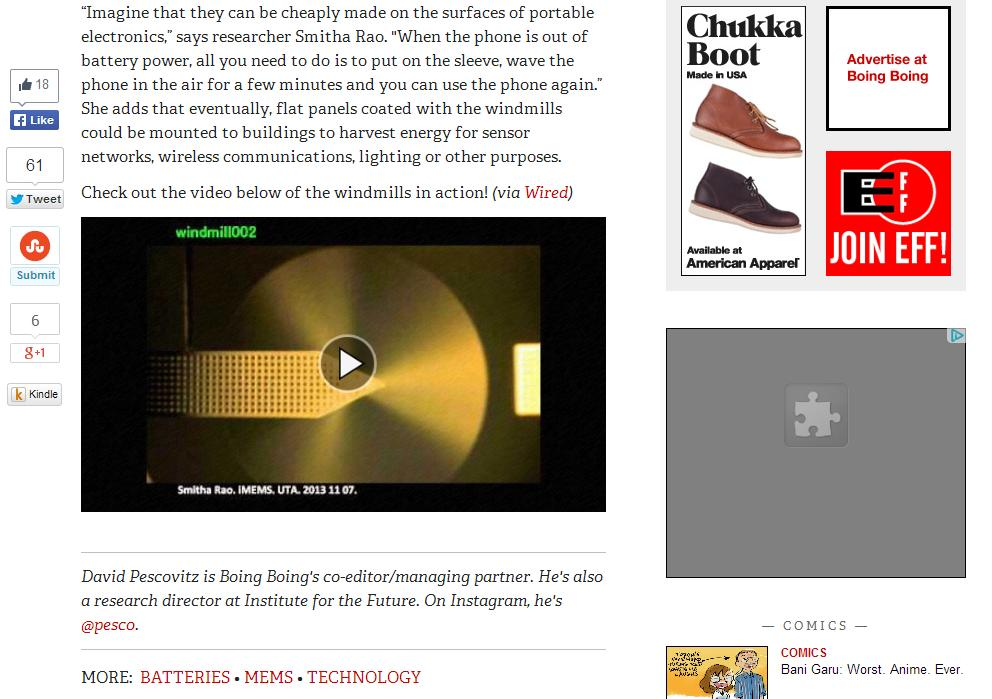 “Imagine that they can be cheaply made on the surfaces of portable
electronics,” says researcher Smitha Rao. "When the phone is out of
battery power, all you need to do is to put on the sleeve, wave the
phone in the air for a few minutes and you can use the phone again.”
She adds that eventually, flat panels coated with the windmills
could be mounted to buildings to harvest energy for sensor
networks, wireless communications, lighting or other purposes.
Check out the video below of the windmills in action! (via Wired)
windmill002
Smitha Rao. iMEMS. UTA. 2013 11 07.
David Pescovitz is Boing Boing's co-editor/managing partner. He's also
a research director at Institute for the Future. On Instagram, he's
@pesco.
MORE: BATTERIES • MEMS • TECHNOLOGY
18
Like
61
Tweet
Submit
6
g+1
k Kindle
Chukka
Boot
Made in USA
Available at
American Apparel
Advertise at
Boing Boing
EFF
JOIN EFF!
— COMICS —
COMICS
Bani Garu: Worst. Anime. Ever.